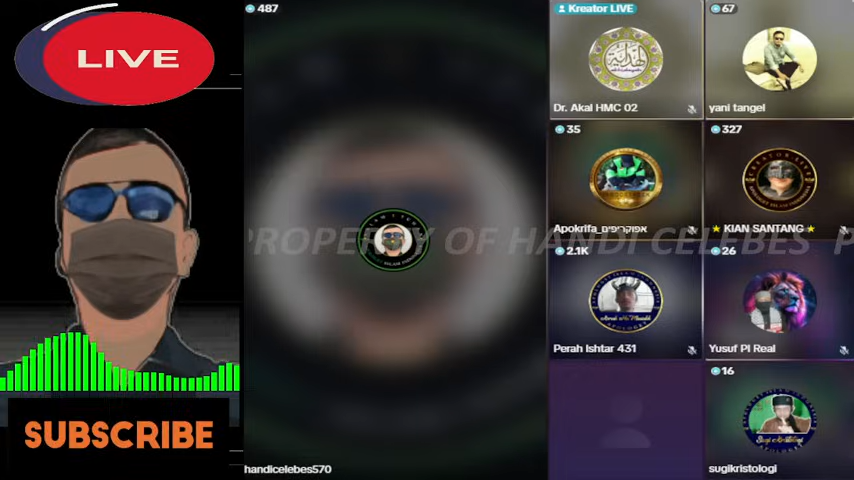 LIVE
SUBSCRIBE
487
PROPERTY OF HANDI CELEBES
handicelebes570
Kreator LIVE
Dr. Akal HMC 02
67
yani tangel
35
Apokrifa_אפוקריפים
327
★ KIAN SANTANG ★
2.1K
Perah Ishtar 431
26
Yusuf PI Real
16
sugikristologi